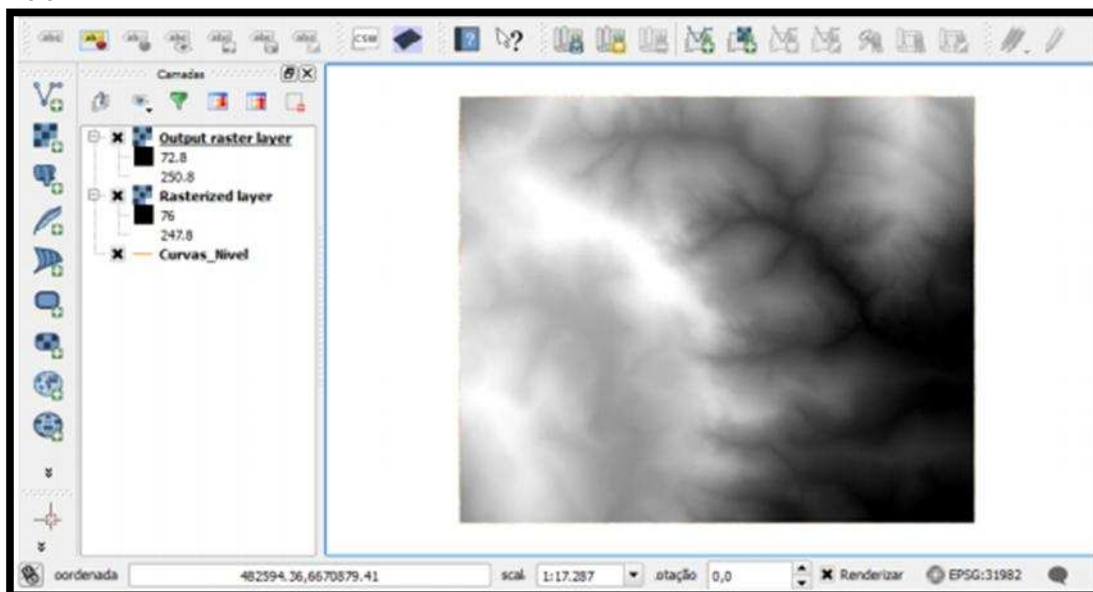 CSW
Camadas
Output raster layer
72.8
250.8
Rasterized layer
76
247.8
Curvas_Nivel
oordenada 482594.36,6670879.41 scal 1:17.287 otação 0,0 Renderizar EPSG:31982